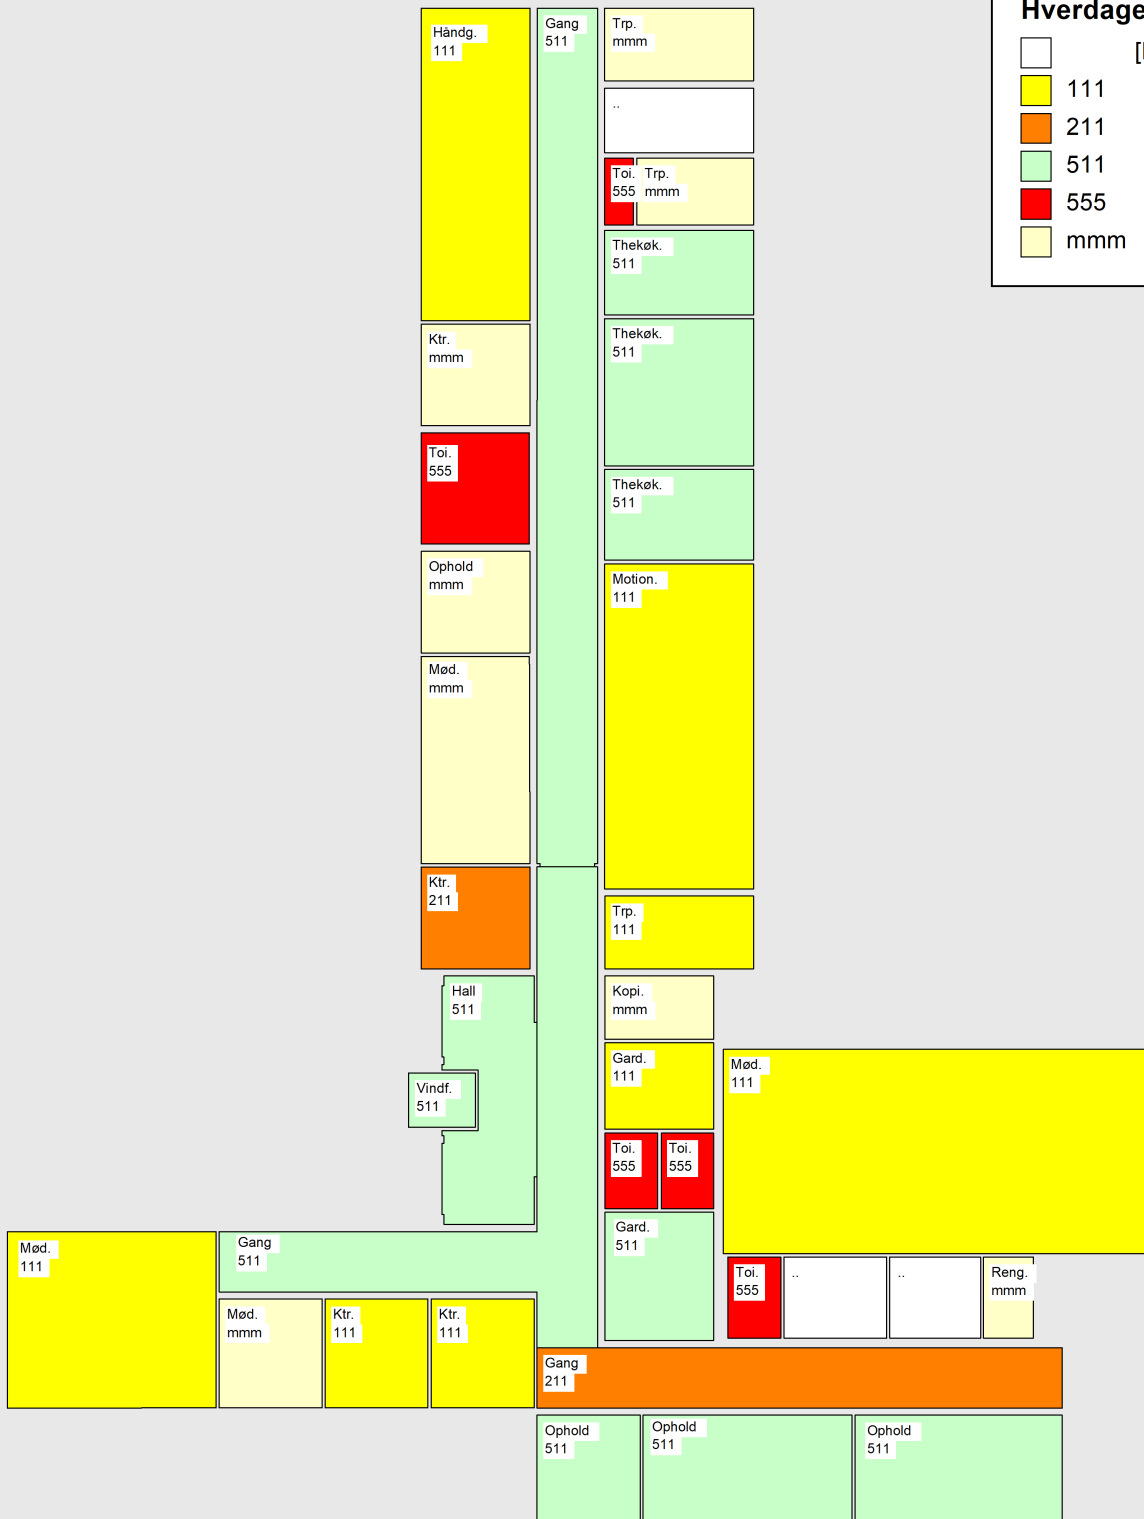 Hverdage
[
111
211
511
555
mmm
Håndg.
111
Gang
511
Trp.
mmm
..
Toi.
555
Trp.
mmm
Thekøk.
511
Ktr.
mmm
Thekøk.
511
Toi.
555
Thekøk.
511
Ophold
mmm
Motion.
111
Mød.
mmm
Ktr.
211
Trp.
111
Hall
511
Kopi.
mmm
Gard.
111
Mød.
111
Vindf.
511
Toi.
555
Toi.
555
Gard.
511
Mød.
111
Gang
511
Toi.
555
..
..
Reng.
mmm
Mød.
mmm
Ktr.
111
Ktr.
111
Gang
211
Ophold
511
Ophold
511
Ophold
511